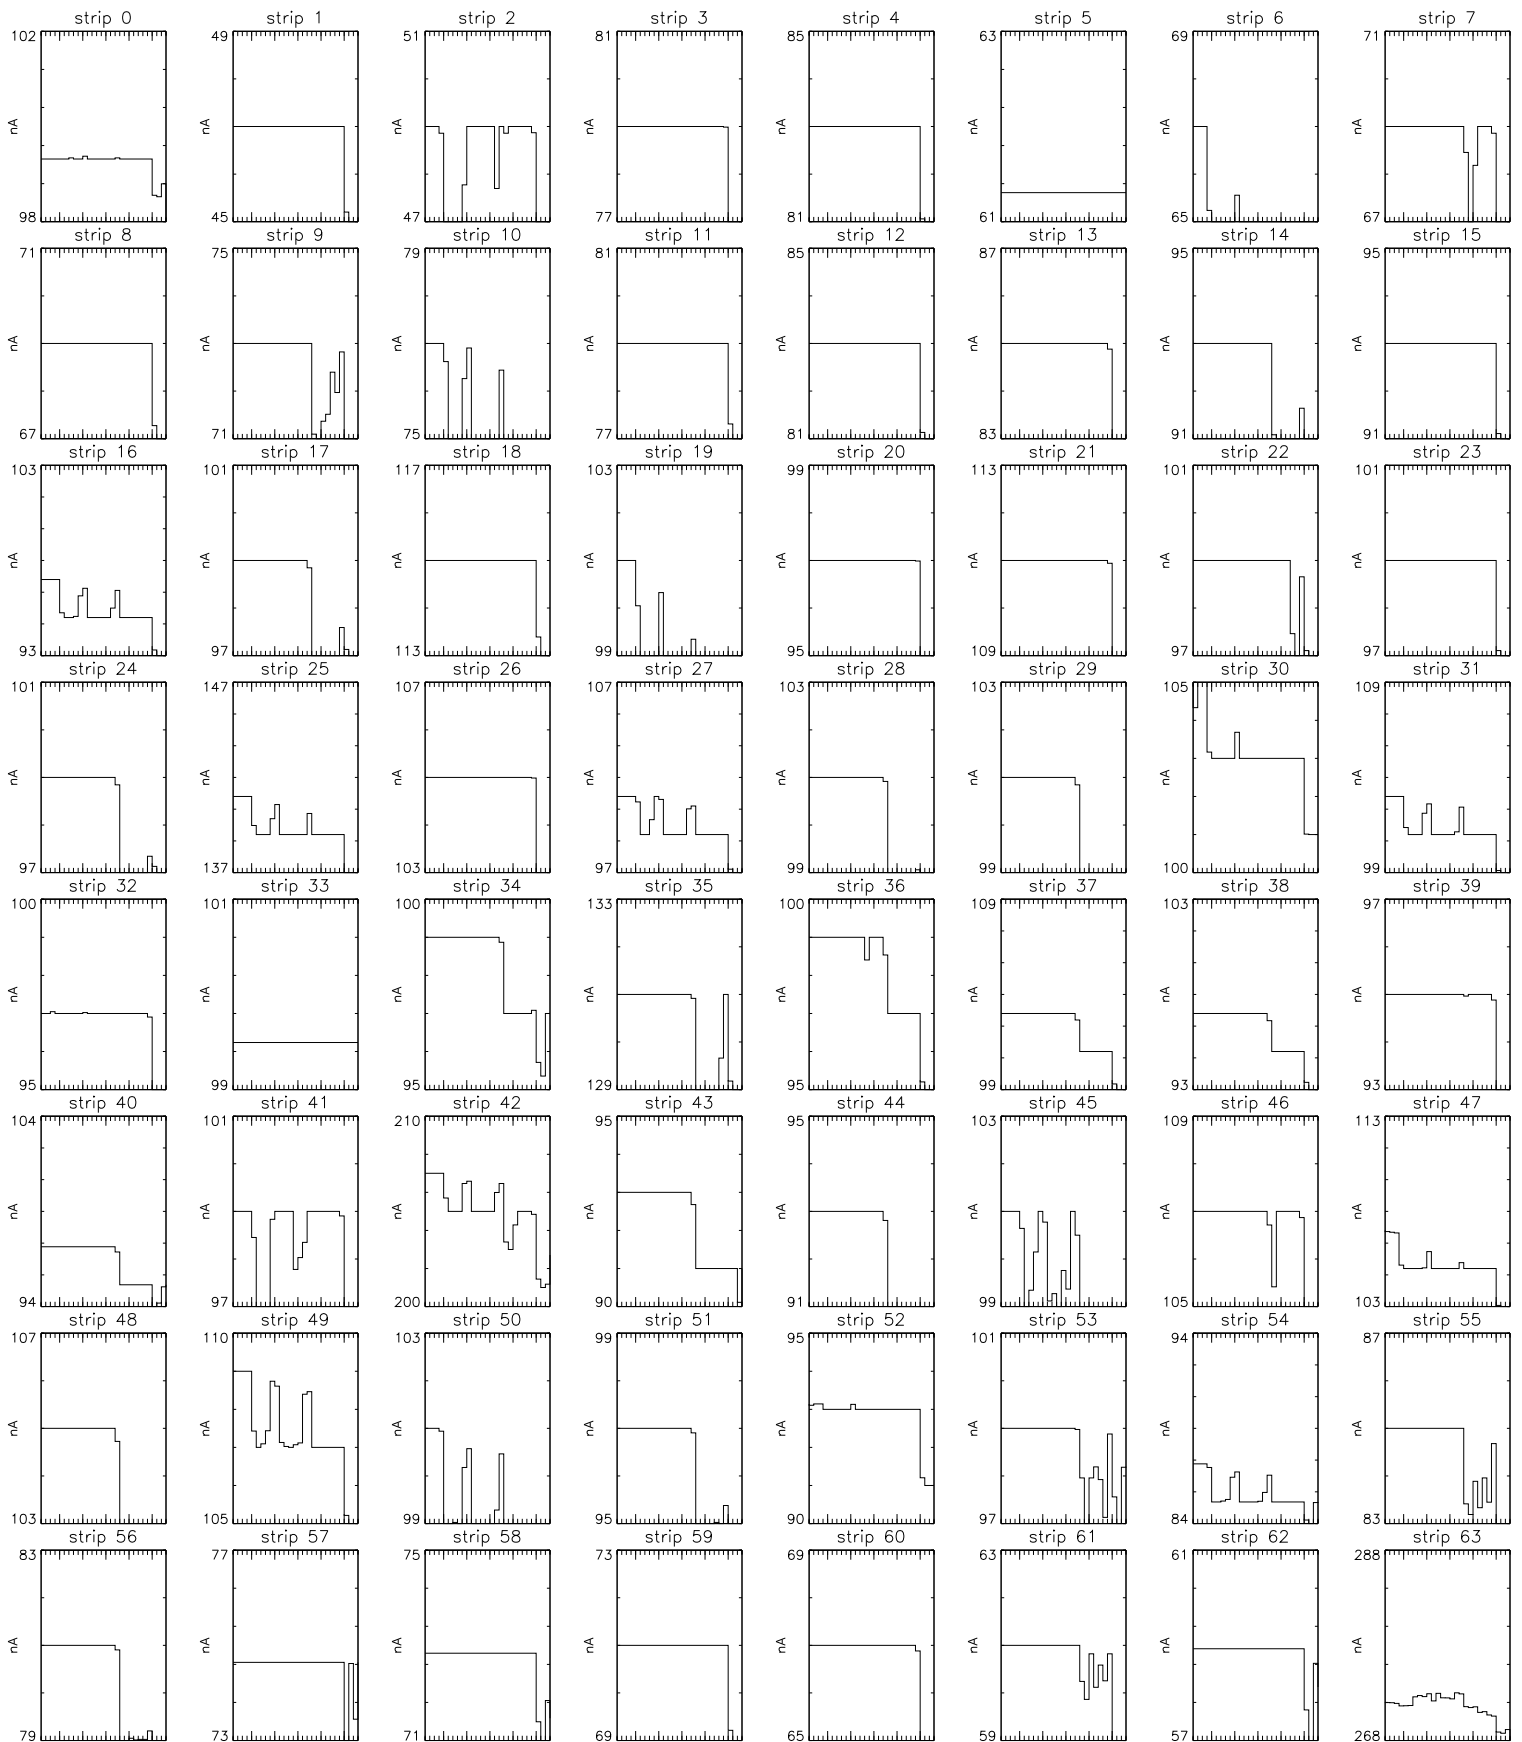 strip 0 strip 1 strip 2 strip 3 strip 4 strip 5 strip 6 strip 7
102 49 51 81 85 63 69 71
nA nA nA nA nA nA nA nA
98 45 47 77 81 61 65 67
strip 8 strip 9 strip 10 strip 11 strip 12 strip 13 strip 14 strip 15
71 75 79 81 85 87 95 95
nA nA nA nA nA nA nA nA
67 71 75 77 81 83 91 91
strip 16 strip 17 strip 18 strip 19 strip 20 strip 21 strip 22 strip 23
103 101 117 103 99 113 101 101
nA nA nA nA nA nA nA nA
93 97 113 99 95 109 97 97
strip 24 strip 25 strip 26 strip 27 strip 28 strip 29 strip 30 strip 31
101 147 107 107 103 103 105 109
nA nA nA nA nA nA nA nA
97 137 103 97 99 99 100 99
strip 32 strip 33 strip 34 strip 35 strip 36 strip 37 strip 38 strip 39
100 101 100 133 100 109 103 97
nA nA nA nA nA nA nA nA
95 99 95 129 95 99 93 93
strip 40 strip 41 strip 42 strip 43 strip 44 strip 45 strip 46 strip 47
104 101 210 95 95 103 109 113
nA nA nA nA nA nA nA nA
94 97 200 90 91 99 105 103
strip 48 strip 49 strip 50 strip 51 strip 52 strip 53 strip 54 strip 55
107 110 103 99 95 101 94 87
nA nA nA nA nA nA nA nA
103 105 99 95 90 97 84 83
strip 56 strip 57 strip 58 strip 59 strip 60 strip 61 strip 62 strip 63
83 77 75 73 69 63 61 288
nA nA nA nA nA nA nA nA
79 73 71 69 65 59 57 268